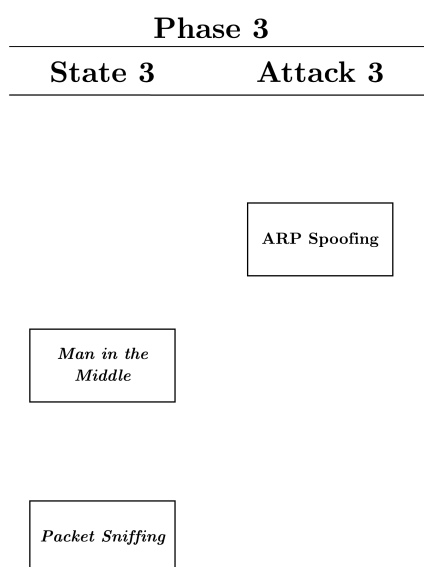 Phase 3
State 3 Attack 3
ARP Spoofing
Man in the
Middle
Packet Sniffing